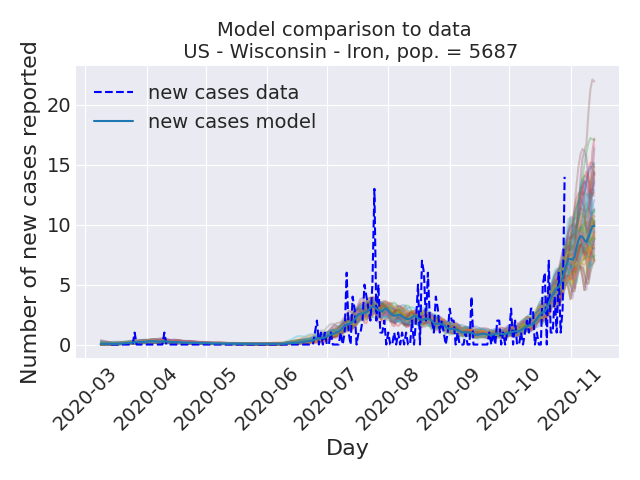 Model comparison to data
US - Wisconsin - Iron, pop. = 5687
Number of new cases reported
20
15
10
5
0
new cases data
new cases model
2020-03
2020-04
2020-05
2020-06
2020-07
2020-08
2020-09
2020-10
2020-11
Day